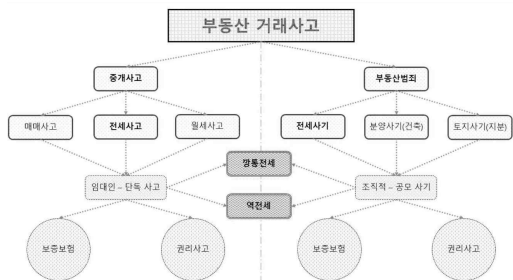 부동산 거래사고
중개사고
부동산범죄
매매사고
전세사고
월세사고
전세사기
분양사기(건축)
토지사기(지분)
깡통전세
임대인 – 단독 사고
조직적 – 공모 사기
역전세
보증보험
권리사고
보증보험
권리사고